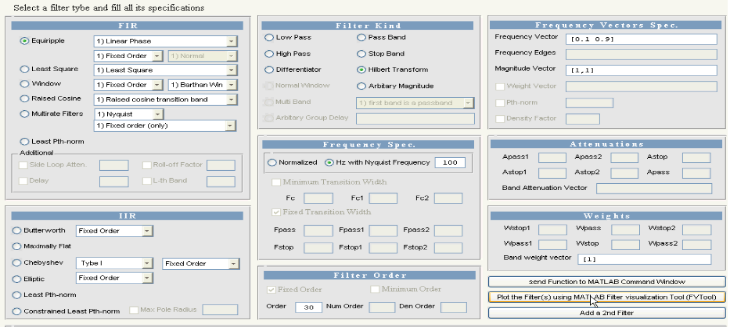 Select a filter tybe and fill all its specifications
FIR
Equiripple
1) Linear Phase
1) Fixed Order
1) Normal
Least Square
1) Least Square
Window
1) Fixed Order
1) Barthan Win
Raised Cosine
1) Raised cosine transition band
Multirate Filters
1) Nyquist
1) Fixed order (only)
Least Pth-norm
Additional
Side Loop Atten.
Roll-off Factor
Delay
L-th Band
IIR
Butterworth
Fixed Order
Maximally Flat
Chebyshev
Type I
Fixed Order
Elliptic
Fixed Order
Least Pth-norm
Constrained Least Pth-norm
Max Pole Radius
Filter Kind
Low Pass
Pass Band
High Pass
Stop Band
Differentiator
Hilbert Transform
Normal Window
Arbitary Magnitude
Multi Band
1) first band is a passband
Arbitary Group Delay
Frequency Spec.
Normalized
Hz with Nyquist Frequency
100
Minimum Transition Width
Fc
Fc1
Fc2
Fixed Transition Width
Fpass
Fpass1
Fpass2
Fstop
Fstop1
Fstop2
Filter Order
Fixed Order
Minimum Order
Order
30
Num Order
Den Order
Frequency Vectors Spec.
Frequency Vector
[0.1 0.9]
Frequency Edges
Magnitude Vector
[1,1]
Weight Vector
Pth-norm
Density Factor
Attenuations
Apass1
Apass2
Astop
Astop1
Astop2
Apass
Band Attenuation Vector
Weights
Wstop1
Wpass
Wstop2
Wpass1
Wstop
Wpass2
Band weight vector
[1]
send Function to MATLAB Command Window
Plot the Filter(s) using MATLAB Filter visualization Tool (FVTool)
Add a 2nd Filter